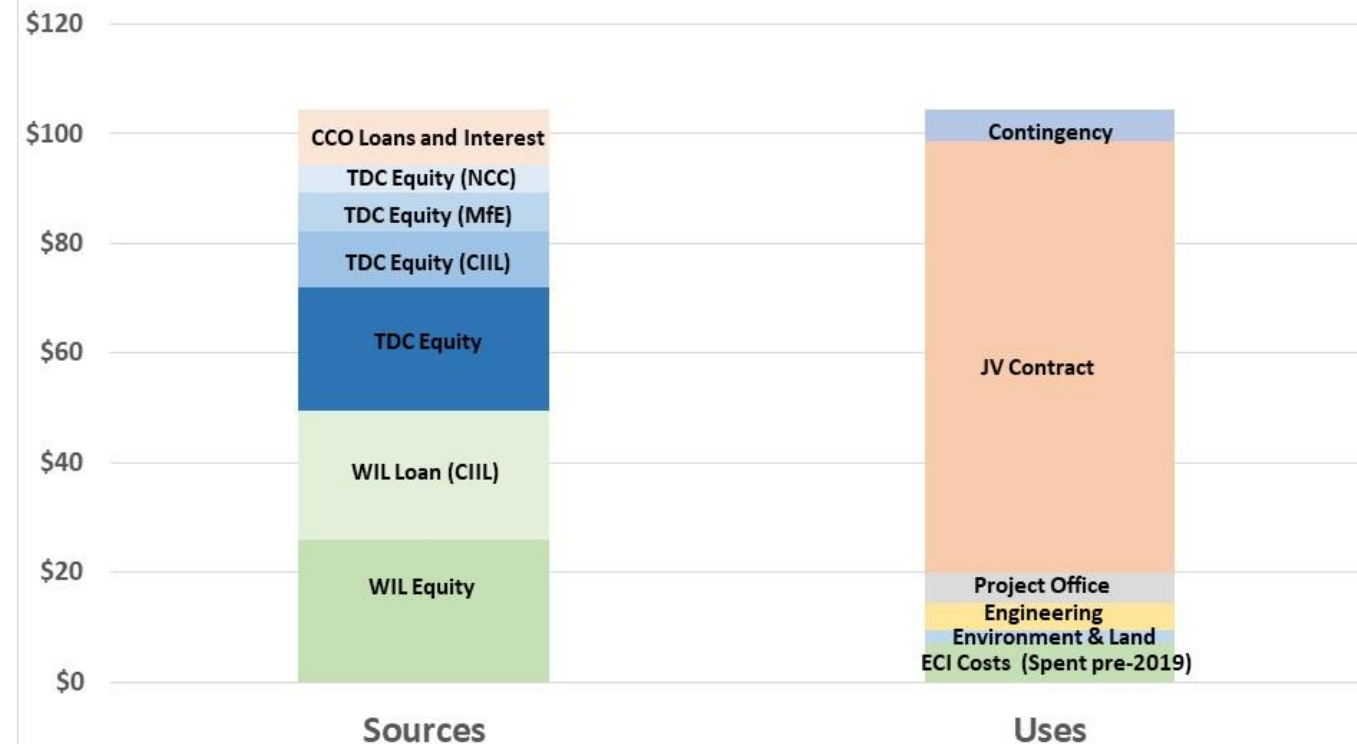 $120
$100
$80
$60
$40
$20
$0
CCO Loans and Interest
TDC Equity (NCC)
TDC Equity (MfE)
TDC Equity (CIIL)
TDC Equity
WIL Loan (CIIL)
WIL Equity
Contingency
JV Contract
Project Office
Engineering
Environment & Land
ECI Costs (Spent pre-2019)
Sources
Uses